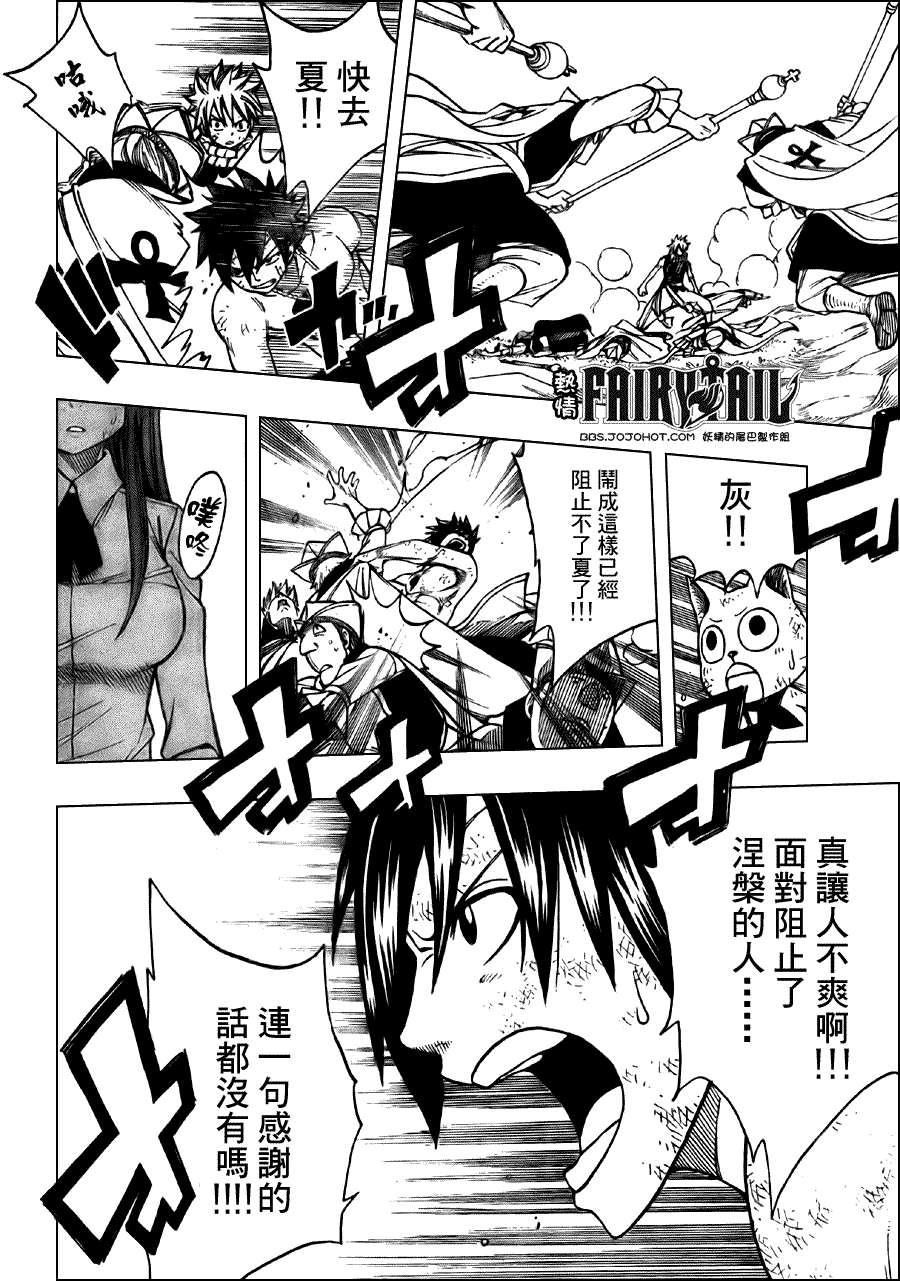 快去
夏!!
咕
哦
熱情
FAIRY TAIL
BBS.JOJOHOT.COM 妖精的尾巴製作組
灰!!
鬧成這樣已經
阻止不了夏了!!!
噗咚
真讓人不爽啊!!!
面對阻止了
涅槃的人……
連一句感謝的
話都沒有嗎!!!!